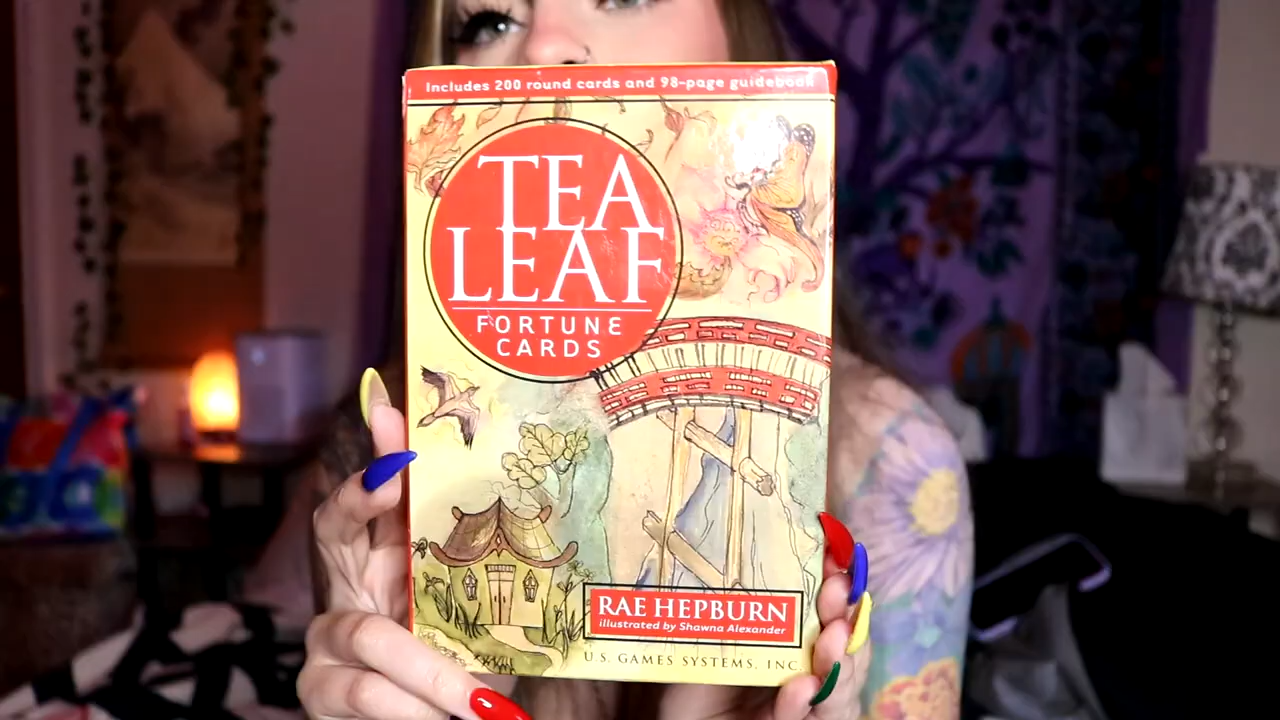 Includes 200 round cards and 98-page guidebook
TEA
LEAF
FORTUNE
CARDS
RAE HEPBURN
illustrated by Shawna Alexander
U.S. GAMES SYSTEMS, INC.